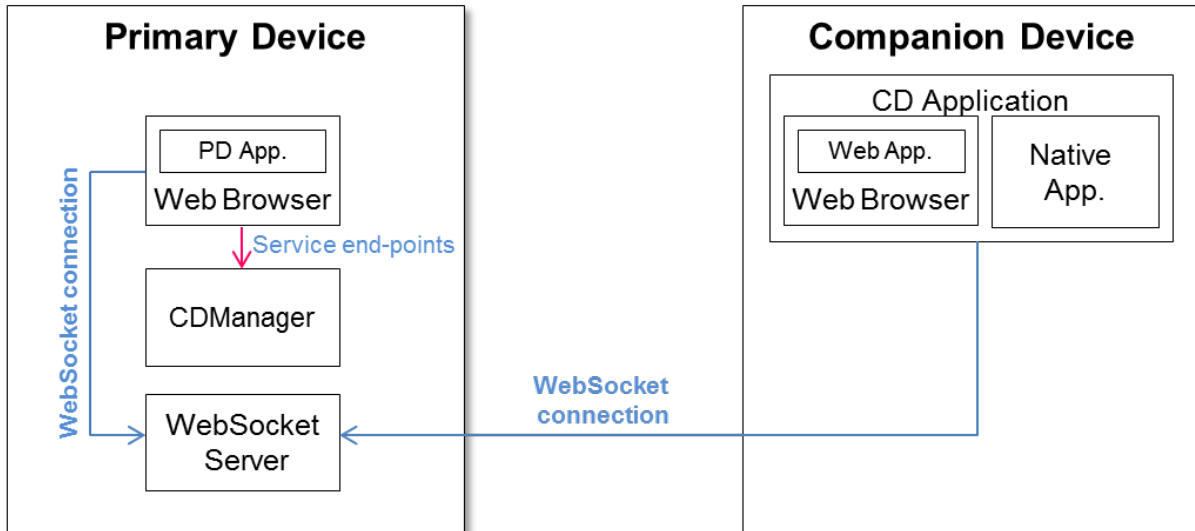 Primary Device
PD App.
Web Browser
Service end-points
CDManager
WebSocket
Server
WebSocket connection
WebSocket
connection
Companion Device
CD Application
Web App.
Web Browser
Native
App.